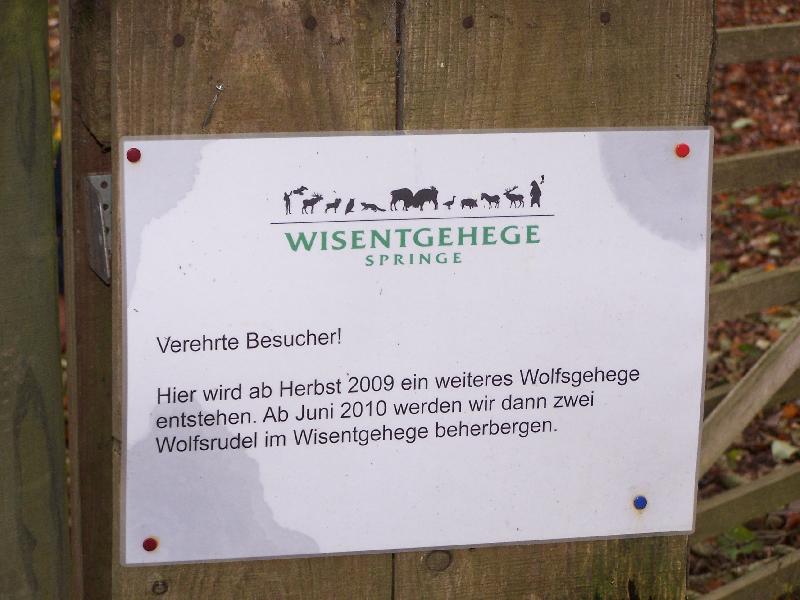 WISENTGEHEGE
SPRINGE
Verehrte Besucher!
Hier wird ab Herbst 2009 ein weiteres Wolfsgehege
entstehen. Ab Juni 2010 werden wir dann zwei
Wolfsrudel im Wisentgehege beherbergen.